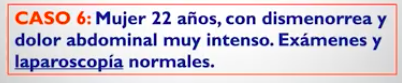 CASO 6: Mujer 22 años, con dismenorrea y
dolor abdominal muy intenso. Exámenes y
laparoscopía normales.